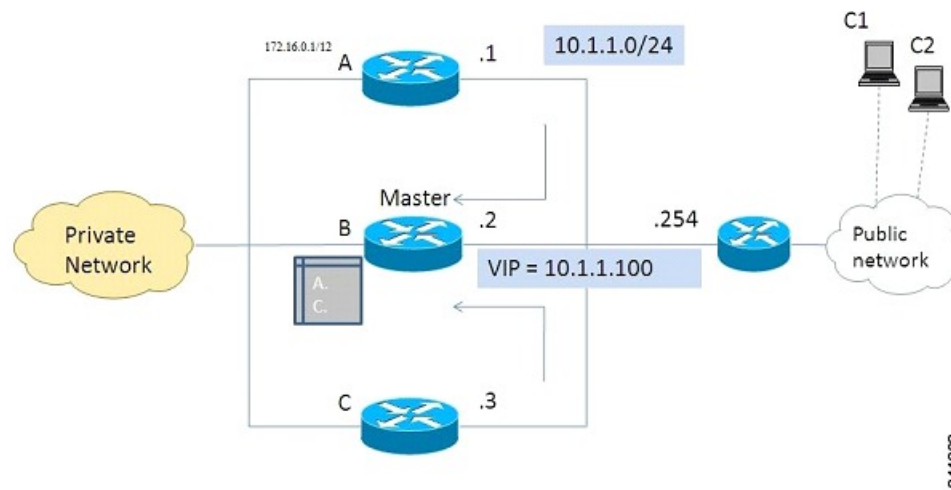 172.16.0.1/12
A
.1
10.1.1.0/24
C1
C2
Master
B
.2
.254
Private
Network
Public
network
VIP = 10.1.1.100
A.
C.
C
.3